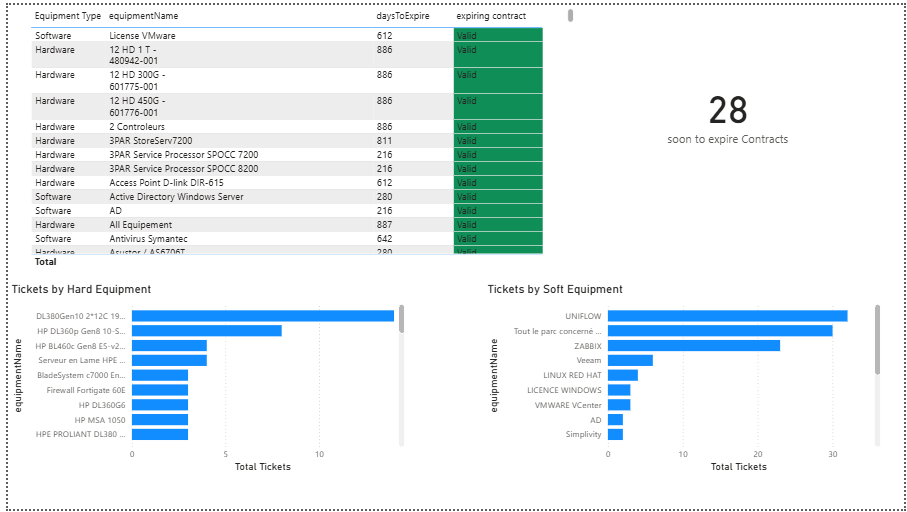 Equipment Type equipmentName daysToExpire expiring contract
Software License VMware 612 Valid
Hardware 12 HD 1 T - 886 Valid
480942-001
Hardware 12 HD 300G - 886 Valid
601775-001
Hardware 12 HD 450G - 886 Valid
601776-001
Hardware 2 Controleurs 886 Valid
Hardware 3PAR StoreServ7200 811 Valid
Hardware 3PAR Service Processor SPOCC 7200 216 Valid
Hardware 3PAR Service Processor SPOCC 8200 216 Valid
Hardware Access Point D-link DIR-615 612 Valid
Software Active Directory Windows Server 280 Valid
Software AD 216 Valid
Hardware All Equipement 887 Valid
Software Antivirus Symantec 642 Valid
Hardware Asustor / AS6706T 280 Valid
Total
28
soon to expire Contracts
Tickets by Hard Equipment
equipmentName
DL380Gen10 2*12C 19...
HP DL360p Gen8 10-S...
HP BL460c Gen8 E5-v2...
Serveur en Lame HPE ...
BladeSystem c7000 En...
Firewall Fortigate 60E
HP DL360G6
HP MSA 1050
HPE PROLIANT DL380 ...
0 5 10
Total Tickets
Tickets by Soft Equipment
equipmentName
UNIFLOW
Tout le parc concerné ...
ZABBIX
Veeam
LINUX RED HAT
LICENCE WINDOWS
VMWARE VCenter
AD
Simplivity
0 10 20 30
Total Tickets